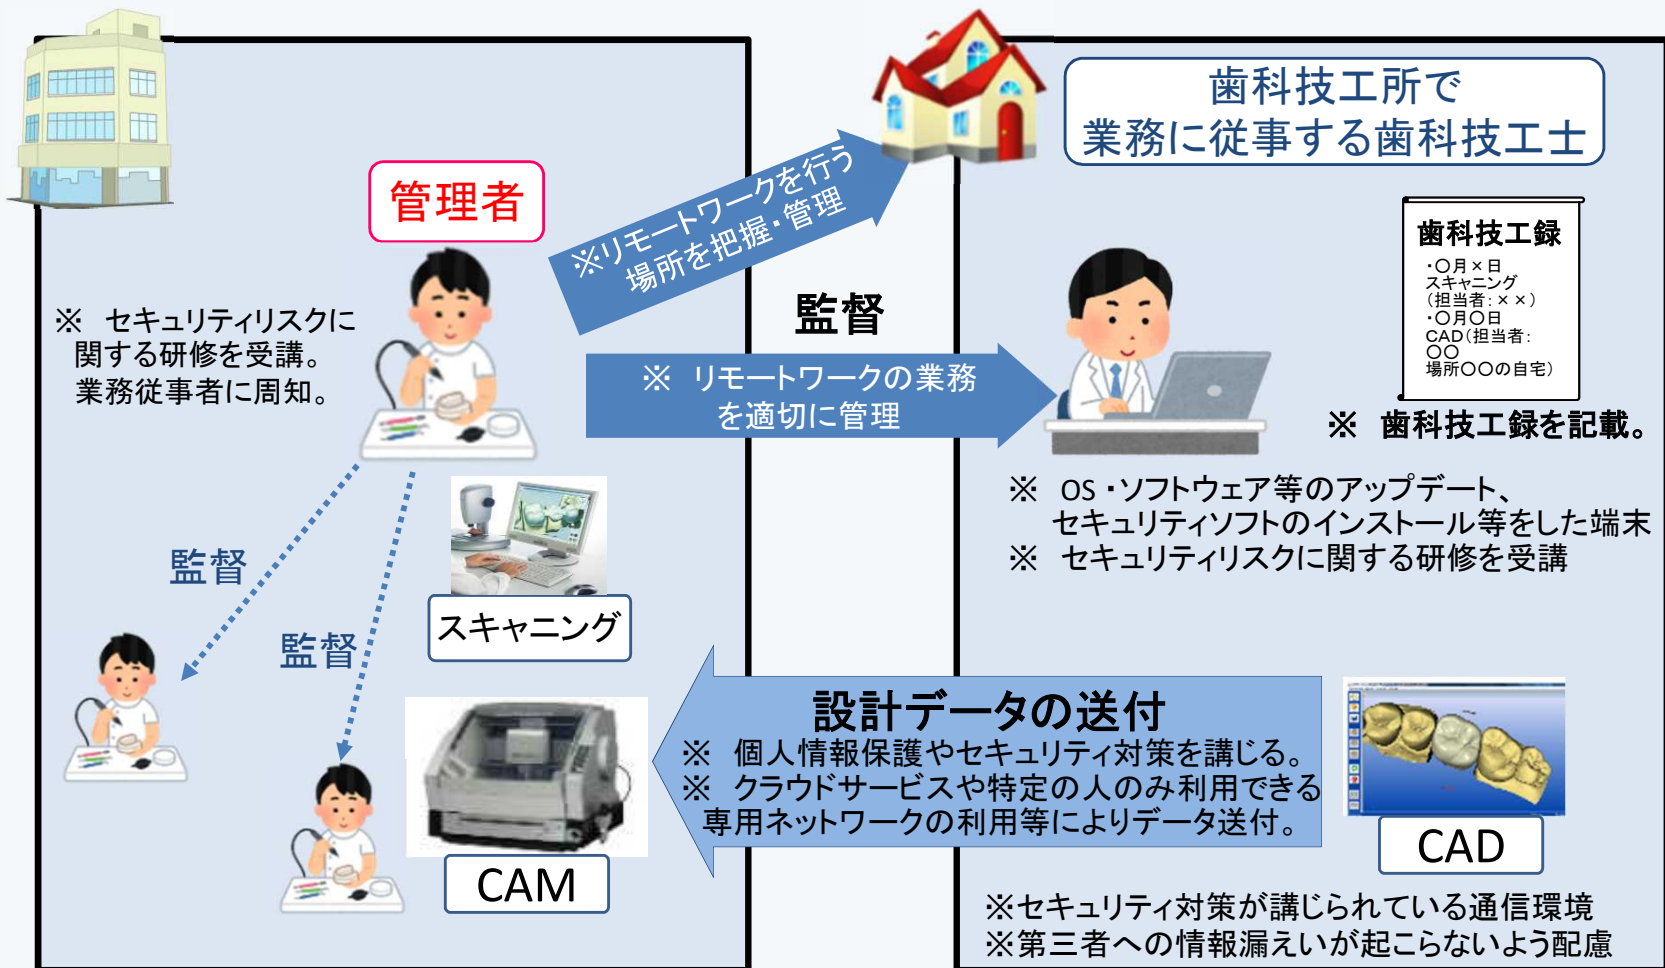 管理者
※ セキュリティリスクに
関する研修を受講。
業務従事者に周知。
監督
監督
スキャニング
CAM
※リモートワークを行う
場所を把握・管理
監督
※ リモートワークの業務
を適切に管理
歯科技工所で
業務に従事する歯科技工士
歯科技工録
・〇月×日
スキャニング
(担当者：××)
・〇月〇日
CAD(担当者：
〇〇
場所〇〇の自宅)
※ 歯科技工録を記載。
※ OS・ソフトウェア等のアップデート、
セキュリティソフトのインストール等をした端末
※ セキュリティリスクに関する研修を受講
設計データの送付
※ 個人情報保護やセキュリティ対策を講じる。
※ クラウドサービスや特定の人のみ利用できる
専用ネットワークの利用等によりデータ送付。
CAD
※セキュリティ対策が講じられている通信環境
※第三者への情報漏えいが起こらないよう配慮